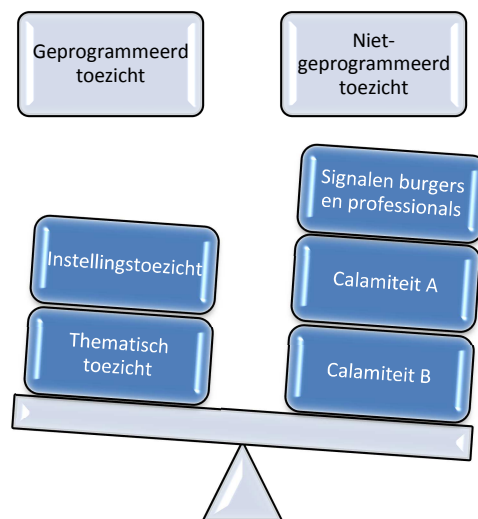 Geprogrammeerd
toezicht
Niet-
geprogrammeerd
toezicht
Signalen burgers
en professionals
Instellingstoezicht
Calamiteit A
Thematisch
toezicht
Calamiteit B